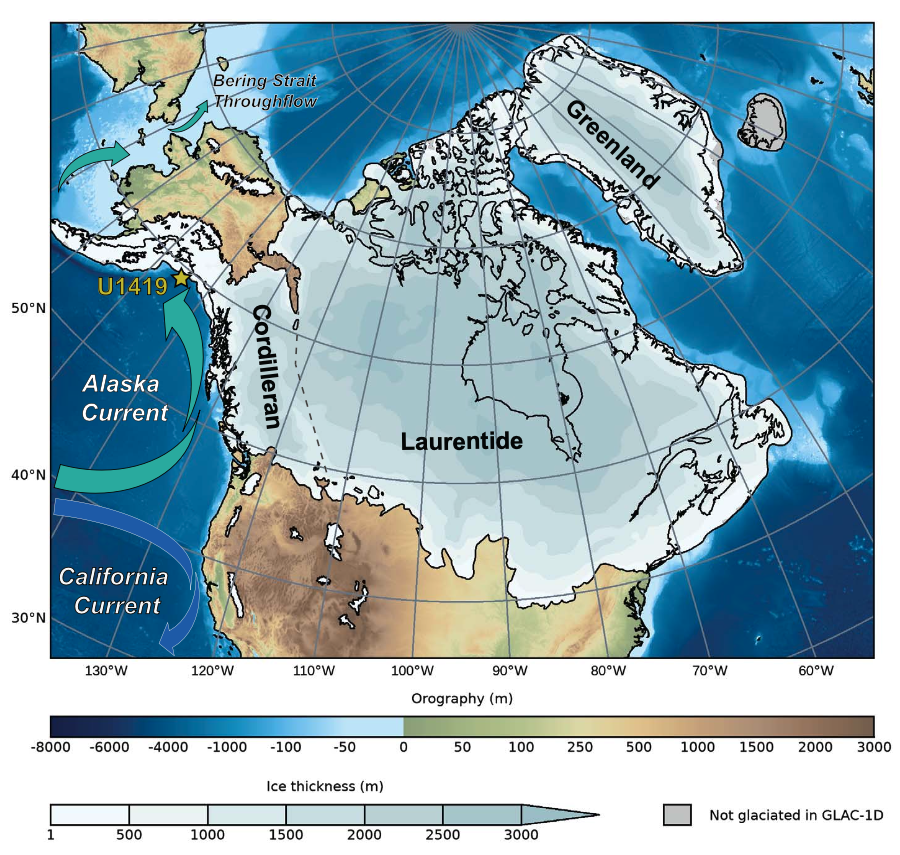 Bering Strait
Throughflow
Greenland
U1419
50°N
Cordilleran
Alaska
Current
Laurentide
40°N
California
Current
30°N
130°W 120°W 110°W 100°W 90°W 80°W 70°W 60°W
Orography (m)
-8000 -6000 -4000 -1000 -100 -50 0 50 100 250 500 1000 1500 2000 3000
Ice thickness (m)
1 500 1000 1500 2000 2500 3000
Not glaciated in GLAC-1D